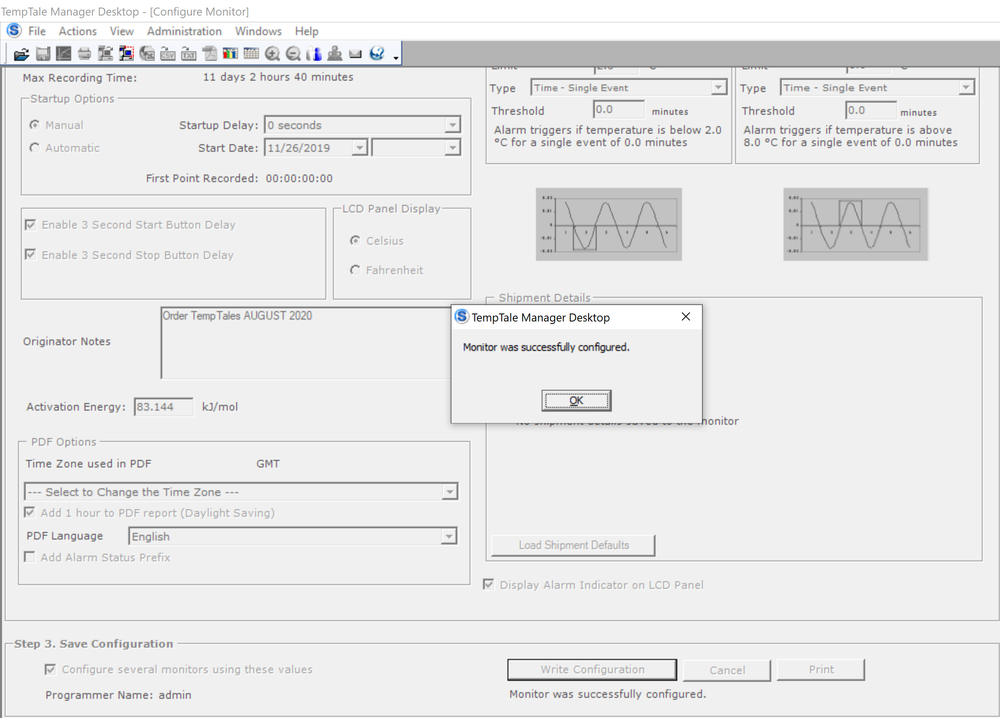 TempTale Manager Desktop - [Configure Monitor]
File Actions View Administration Windows Help
CSV TXT
Max Recording Time: 11 days 2 hours 40 minutes
Startup Options
Manual Startup Delay: 0 seconds
Automatic Start Date: 11/26/2019
First Point Recorded: 00:00:00:00
Enable 3 Second Start Button Delay
Enable 3 Second Stop Button Delay
LCD Panel Display
Celsius
Fahrenheit
Originator Notes
Order TempTales AUGUST 2020
Activation Energy: 83.144 kJ/mol
PDF Options
Time Zone used in PDF GMT
--- Select to Change the Time Zone ---
Add 1 hour to PDF report (Daylight Saving)
PDF Language English
Add Alarm Status Prefix
Type Time - Single Event
Threshold 0.0 minutes
Alarm triggers if temperature is below 2.0
°C for a single event of 0.0 minutes
Type Time - Single Event
Threshold 0.0 minutes
Alarm triggers if temperature is above
8.0 °C for a single event of 0.0 minutes
Shipment Details
TempTale Manager Desktop
Monitor was successfully configured.
OK
No shipment details saved to the monitor
Load Shipment Defaults
Display Alarm Indicator on LCD Panel
Step 3. Save Configuration
Configure several monitors using these values
Programmer Name: admin
Write Configuration Cancel Print
Monitor was successfully configured.